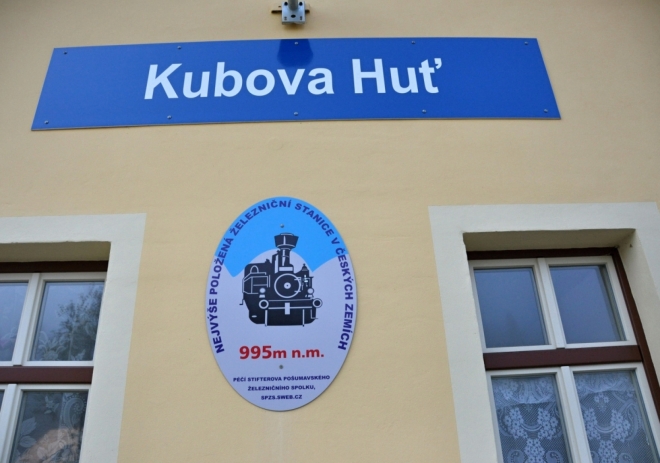 Kubova Huť
NEJVÝŠE POLOŽENÁ ŽELEZNIČNÍ STANICE V ČESKÝCH ZEMÍCH
995m n.m.
PÉČÍ STIFTEROVA POŠUMAVSKÉHO
ŽELEZNIČNÍHO SPOLKU,
SPZS.SWEB.CZ